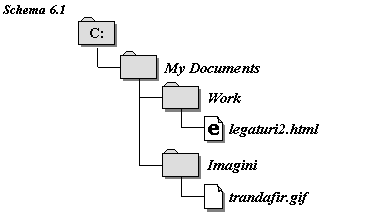 Schema 6.1
C:
My Documents
Work
legaturi2.html
Imagini
trandafir.gif